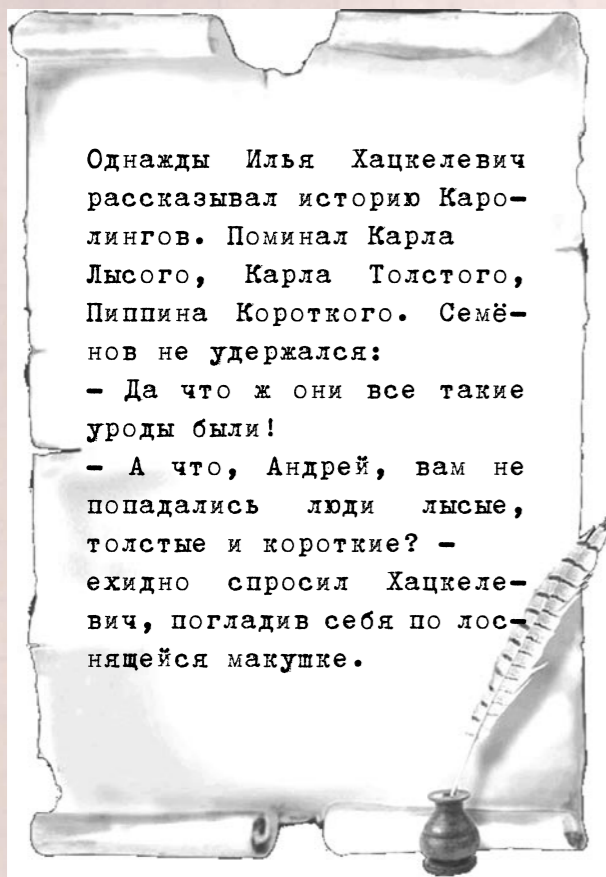 Однажды Илья Хацкелевич
рассказывал историю Каро-
лингов. Поминал Карла
Лысого, Карла Толстого,
Пиппина Короткого. Семё-
нов не удержался:
– Да что ж они все такие
уроды были!
– А что, Андрей, вам не
попадались люди лысые,
толстые и короткие? –
ехидно спросил Хацкеле-
вич, погладив себя по лос-
нящейся макушке.